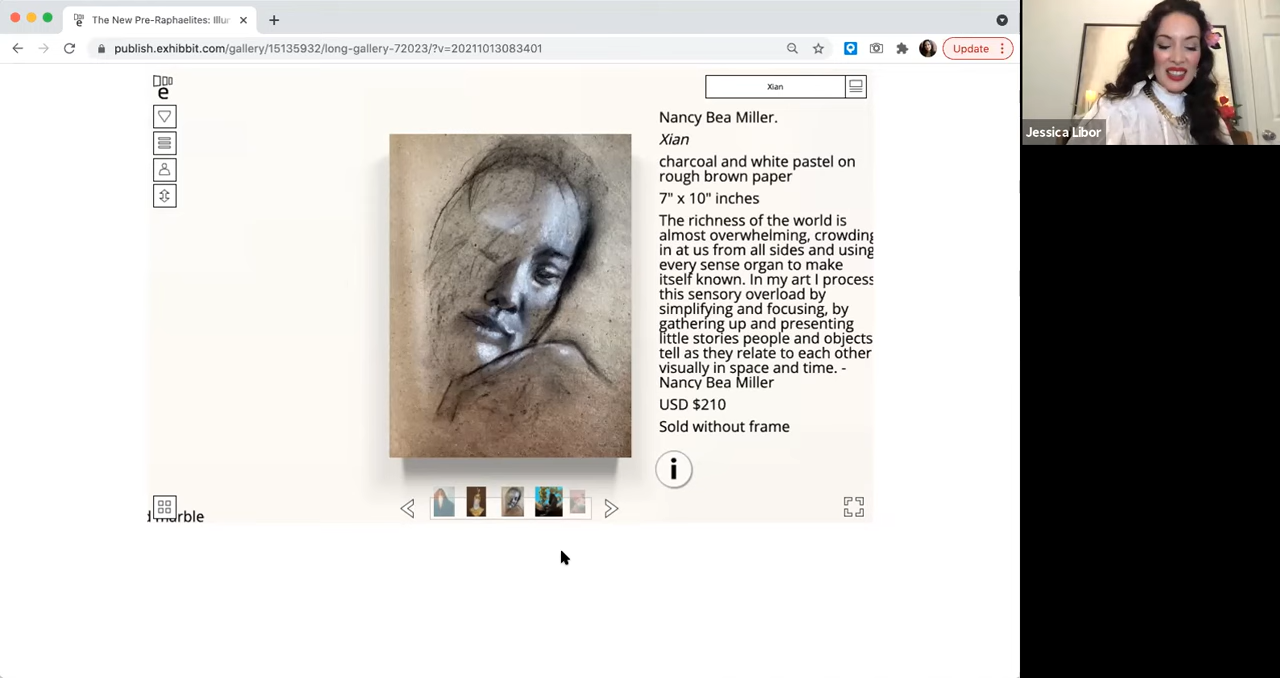 The New Pre-Raphaelites: Illur
publish.exhibbit.com/gallery/15135932/long-gallery-72023/?v=20211013083401
Update
e
Xian
Nancy Bea Miller.
Xian
charcoal and white pastel on
rough brown paper
7" x 10" inches
The richness of the world is
almost overwhelming, crowding
in at us from all sides and using
every sense organ to make
itself known. In my art I process
this sensory overload by
simplifying and focusing, by
gathering up and presenting
little stories people and objects
tell as they relate to each other
visually in space and time. -
Nancy Bea Miller
USD $210
Sold without frame
i
d marble
Jessica Libor